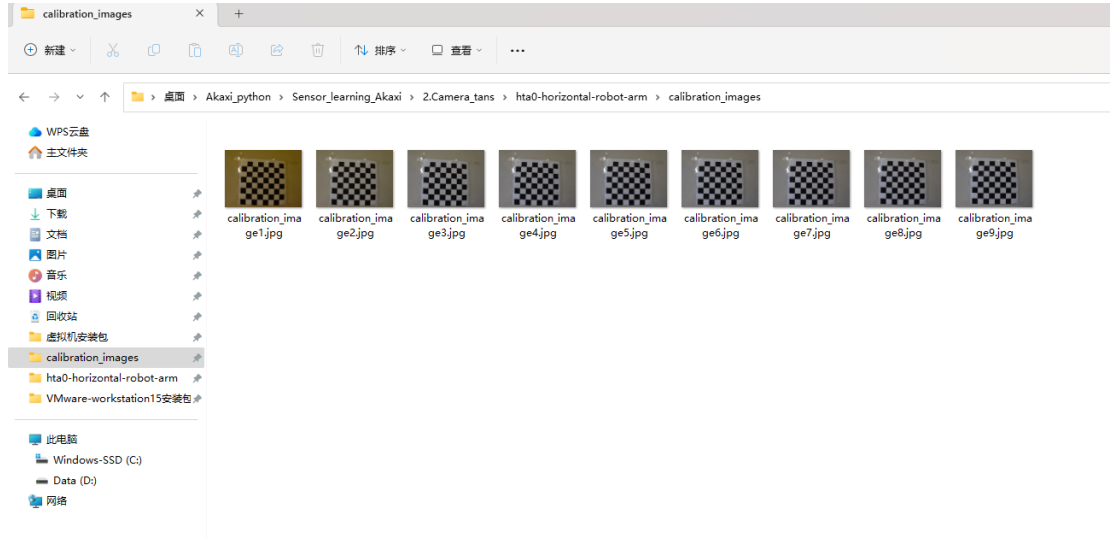 calibration_images
新建
排序
查看
桌面 › Akaxi_python › Sensor_learning_Akaxi › 2.Camera_tans › hta0-horizontal-robot-arm › calibration_images
WPS云盘
主文件夹
桌面
下载
文档
图片
音乐
视频
回收站
虚拟机安装包
calibration_images
hta0-horizontal-robot-arm
VMware-workstation15安装包
此电脑
Windows-SSD (C:)
Data (D:)
网络
calibration_ima
ge1.jpg
calibration_ima
ge2.jpg
calibration_ima
ge3.jpg
calibration_ima
ge4.jpg
calibration_ima
ge5.jpg
calibration_ima
ge6.jpg
calibration_ima
ge7.jpg
calibration_ima
ge8.jpg
calibration_ima
ge9.jpg